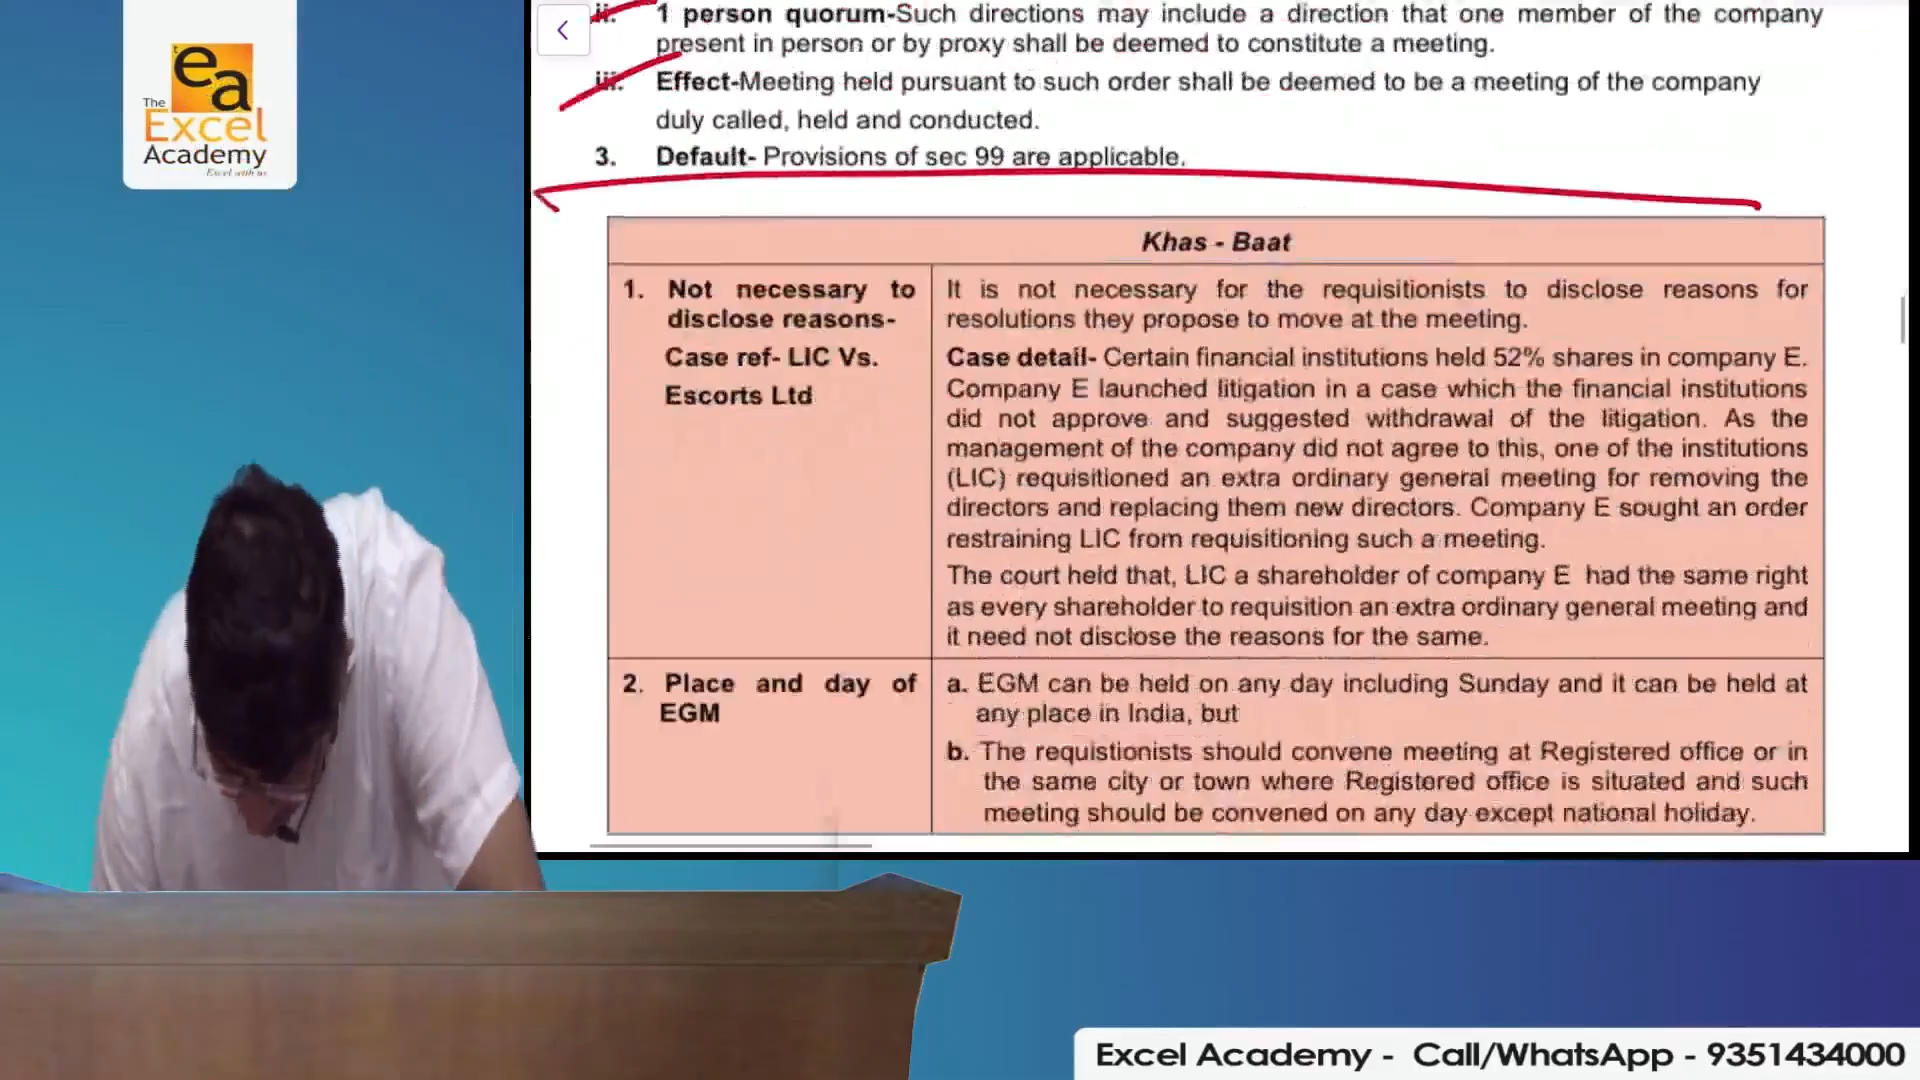 ea
The
Excel
Academy
Excel with us
ii. 1 person quorum-Such directions may include a direction that one member of the company
present in person or by proxy shall be deemed to constitute a meeting.
iii. Effect-Meeting held pursuant to such order shall be deemed to be a meeting of the company
duly called, held and conducted.
3. Default- Provisions of sec 99 are applicable.
Khas - Baat
1. Not necessary to
disclose reasons-
Case ref- LIC Vs.
Escorts Ltd
It is not necessary for the requisitionists to disclose reasons for
resolutions they propose to move at the meeting.
Case detail- Certain financial institutions held 52% shares in company E.
Company E launched litigation in a case which the financial institutions
did not approve and suggested withdrawal of the litigation. As the
management of the company did not agree to this, one of the institutions
(LIC) requisitioned an extra ordinary general meeting for removing the
directors and replacing them new directors. Company E sought an order
restraining LIC from requisitioning such a meeting.
The court held that, LIC a shareholder of company E had the same right
as every shareholder to requisition an extra ordinary general meeting and
it need not disclose the reasons for the same.
2. Place and day of
EGM
a. EGM can be held on any day including Sunday and it can be held at
any place in India, but
b. The requistionists should convene meeting at Registered office or in
the same city or town where Registered office is situated and such
meeting should be convened on any day except national holiday.
Excel Academy - Call/WhatsApp - 9351434000